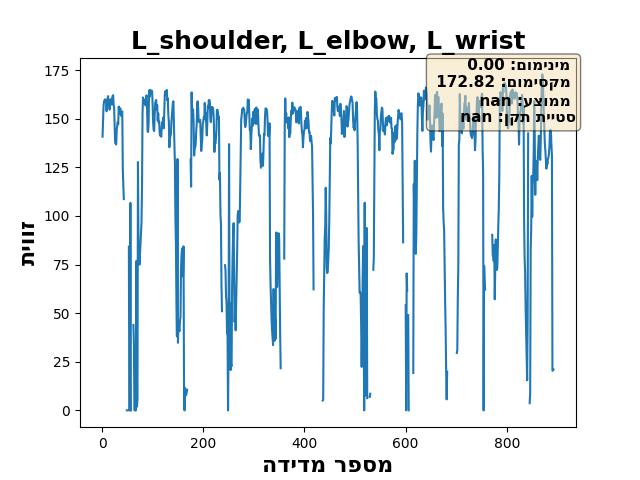 L_shoulder, L_elbow, L_wrist
מינימום: 0.00
מקסימום: 172.82
ממוצע: nan
סטיית תקן: nan
175
150
125
100
75
50
25
0
זווית
0 200 400 600 800
מספר מדידה